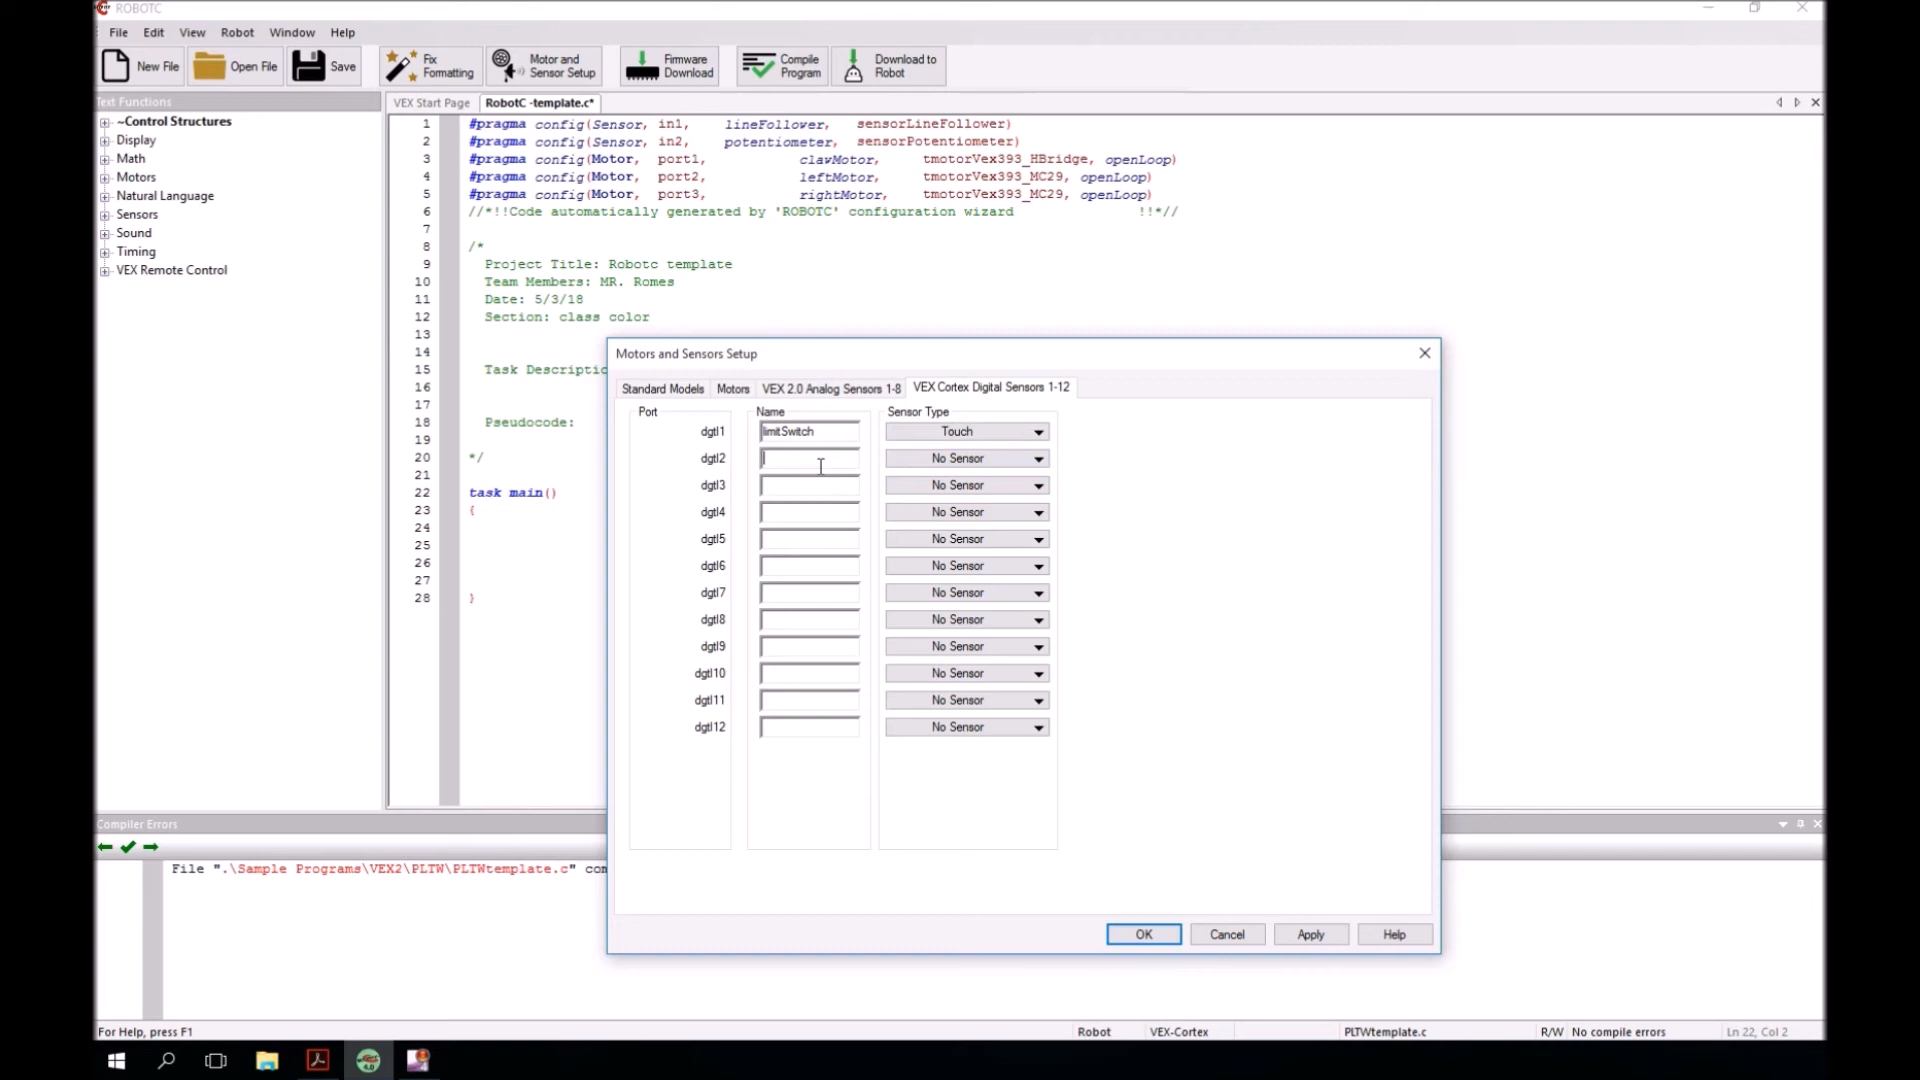 ROBOTC
File Edit View Robot Window Help
New File Open File Save Fix Formatting Motor and Sensor Setup Firmware Download Compile Program Download to Robot
Text Functions
~Control Structures
Display
Math
Motors
Natural Language
Sensors
Sound
Timing
VEX Remote Control
VEX Start Page RobotC -template.c*
1 #pragma config(Sensor, in1, lineFollower, sensorLineFollower)
2 #pragma config(Sensor, in2, potentiometer, sensorPotentiometer)
3 #pragma config(Motor, port1, clawMotor, tmotorVex393_HBridge, openLoop)
4 #pragma config(Motor, port2, leftMotor, tmotorVex393_MC29, openLoop)
5 #pragma config(Motor, port3, rightMotor, tmotorVex393_MC29, openLoop)
6 //*!!Code automatically generated by 'ROBOTC' configuration wizard !!*//
7
8 /*
9 Project Title: Robotc template
10 Team Members: MR. Romes
11 Date: 5/3/18
12 Section: class color
13
14
15 Task Descriptio
16
17
18 Pseudocode:
19
20 */
21
22 task main()
23 {
24
25
26
27
28 }
Motors and Sensors Setup
Standard Models Motors VEX 2.0 Analog Sensors 1-8 VEX Cortex Digital Sensors 1-12
Port Name Sensor Type
dgtl1 limitSwitch Touch
dgtl2 No Sensor
dgtl3 No Sensor
dgtl4 No Sensor
dgtl5 No Sensor
dgtl6 No Sensor
dgtl7 No Sensor
dgtl8 No Sensor
dgtl9 No Sensor
dgtl10 No Sensor
dgtl11 No Sensor
dgtl12 No Sensor
OK Cancel Apply Help
Compiler Errors
File ".\Sample Programs\VEX2\PLTW\PLTWtemplate.c" com
For Help, press F1 Robot VEX-Cortex PLTWtemplate.c R/W No compile errors Ln 22, Col 2
4.0